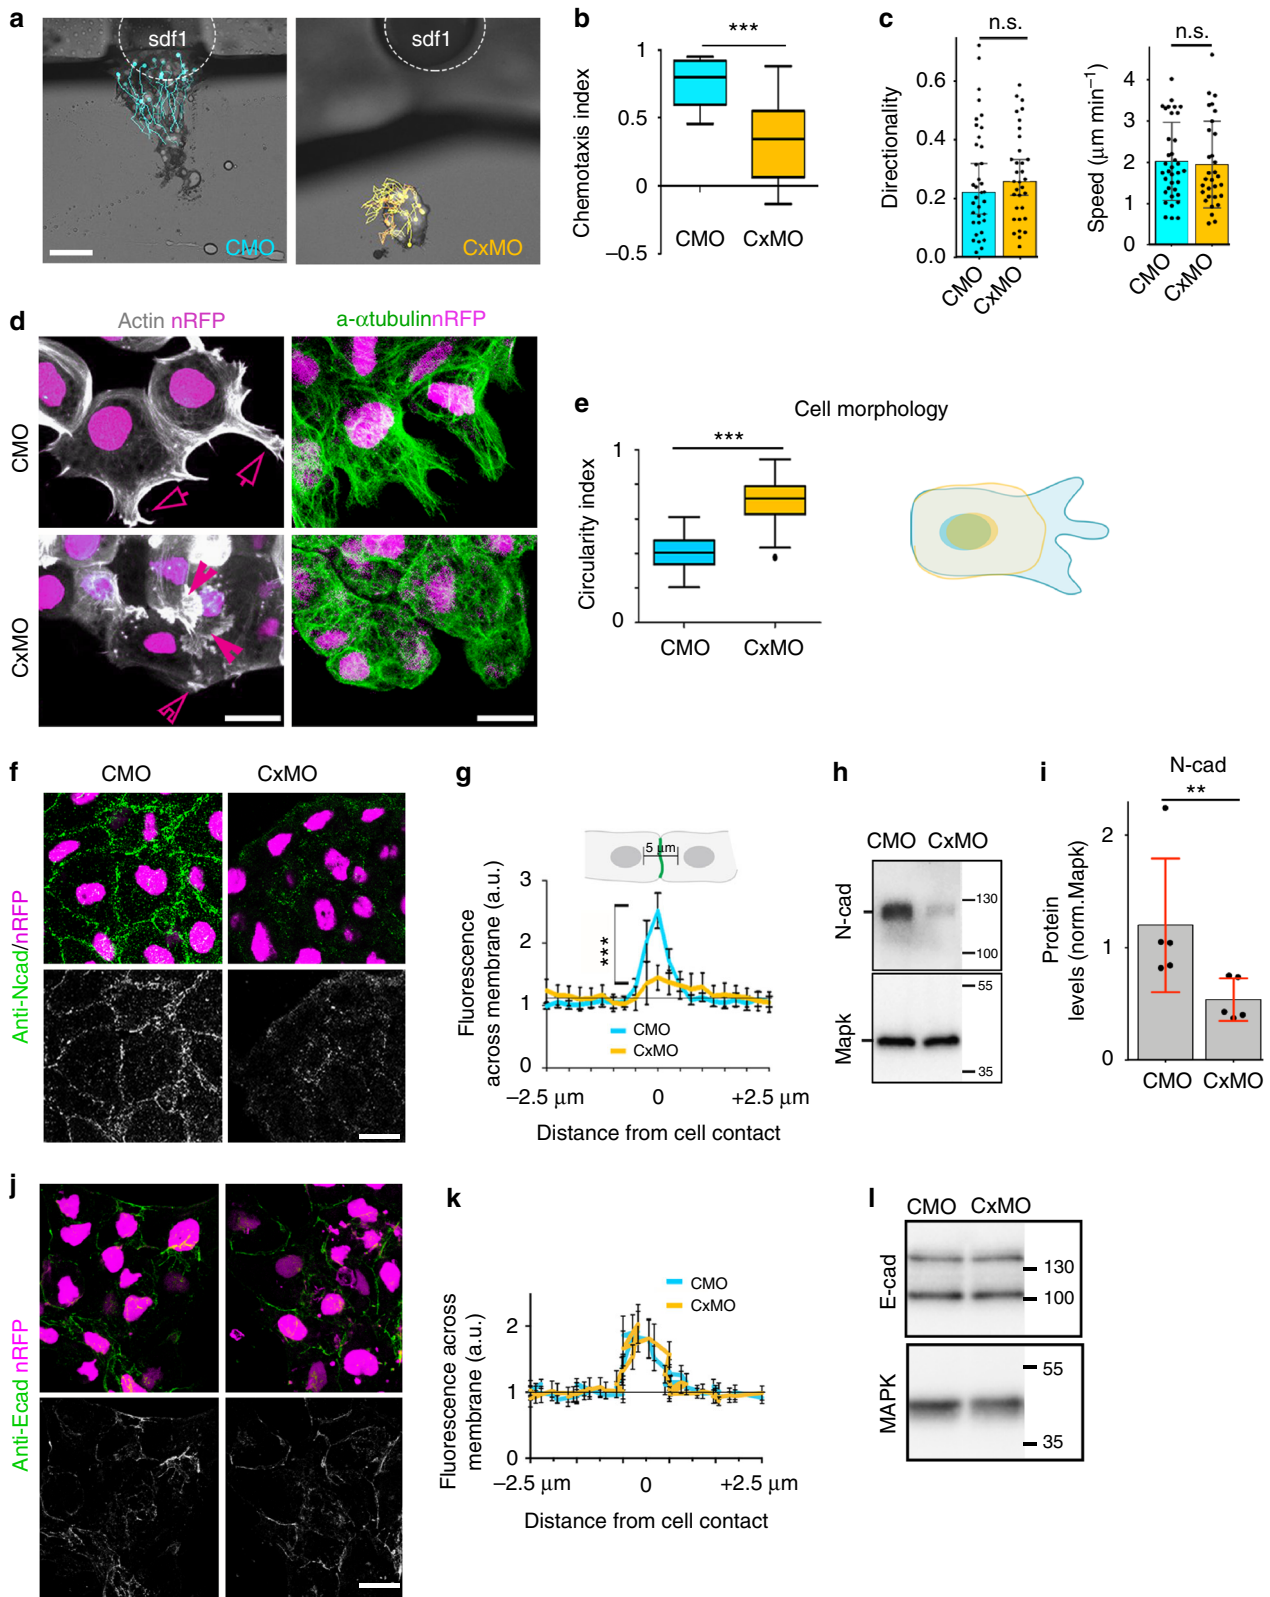 a
sdf1
sdf1
CMO
CxMO
b
***
Chemotaxis index
1
0.5
0
–0.5
CMO
CxMO
c
n.s.
Directionality
0.6
0.4
0.2
0.0
CMO
CxMO
n.s.
Speed (μm min⁻¹)
4
3
2
1
0
CMO
CxMO
d
Actin nRFP
a-αtubulinnRFP
CMO
CxMO
e
Cell morphology
***
Circularity index
1
0
CMO
CxMO
f
CMO
CxMO
Anti-Ncad/nRFP
g
5 μm
Fluorescence
across membrane (a.u.)
3
2
1
0
***
CMO
CxMO
–2.5 μm
0
+2.5 μm
Distance from cell contact
h
CMO CxMO
N-cad
130
100
Mapk
55
35
i
N-cad
**
Protein
levels (norm.Mapk)
2
1
0
CMO
CxMO
j
Anti-Ecad nRFP
k
CMO
CxMO
Fluorescence across
membrane (a.u.)
2
1
0
–2.5 μm
0
+2.5 μm
Distance from cell contact
l
CMO CxMO
E-cad
130
100
MAPK
55
35